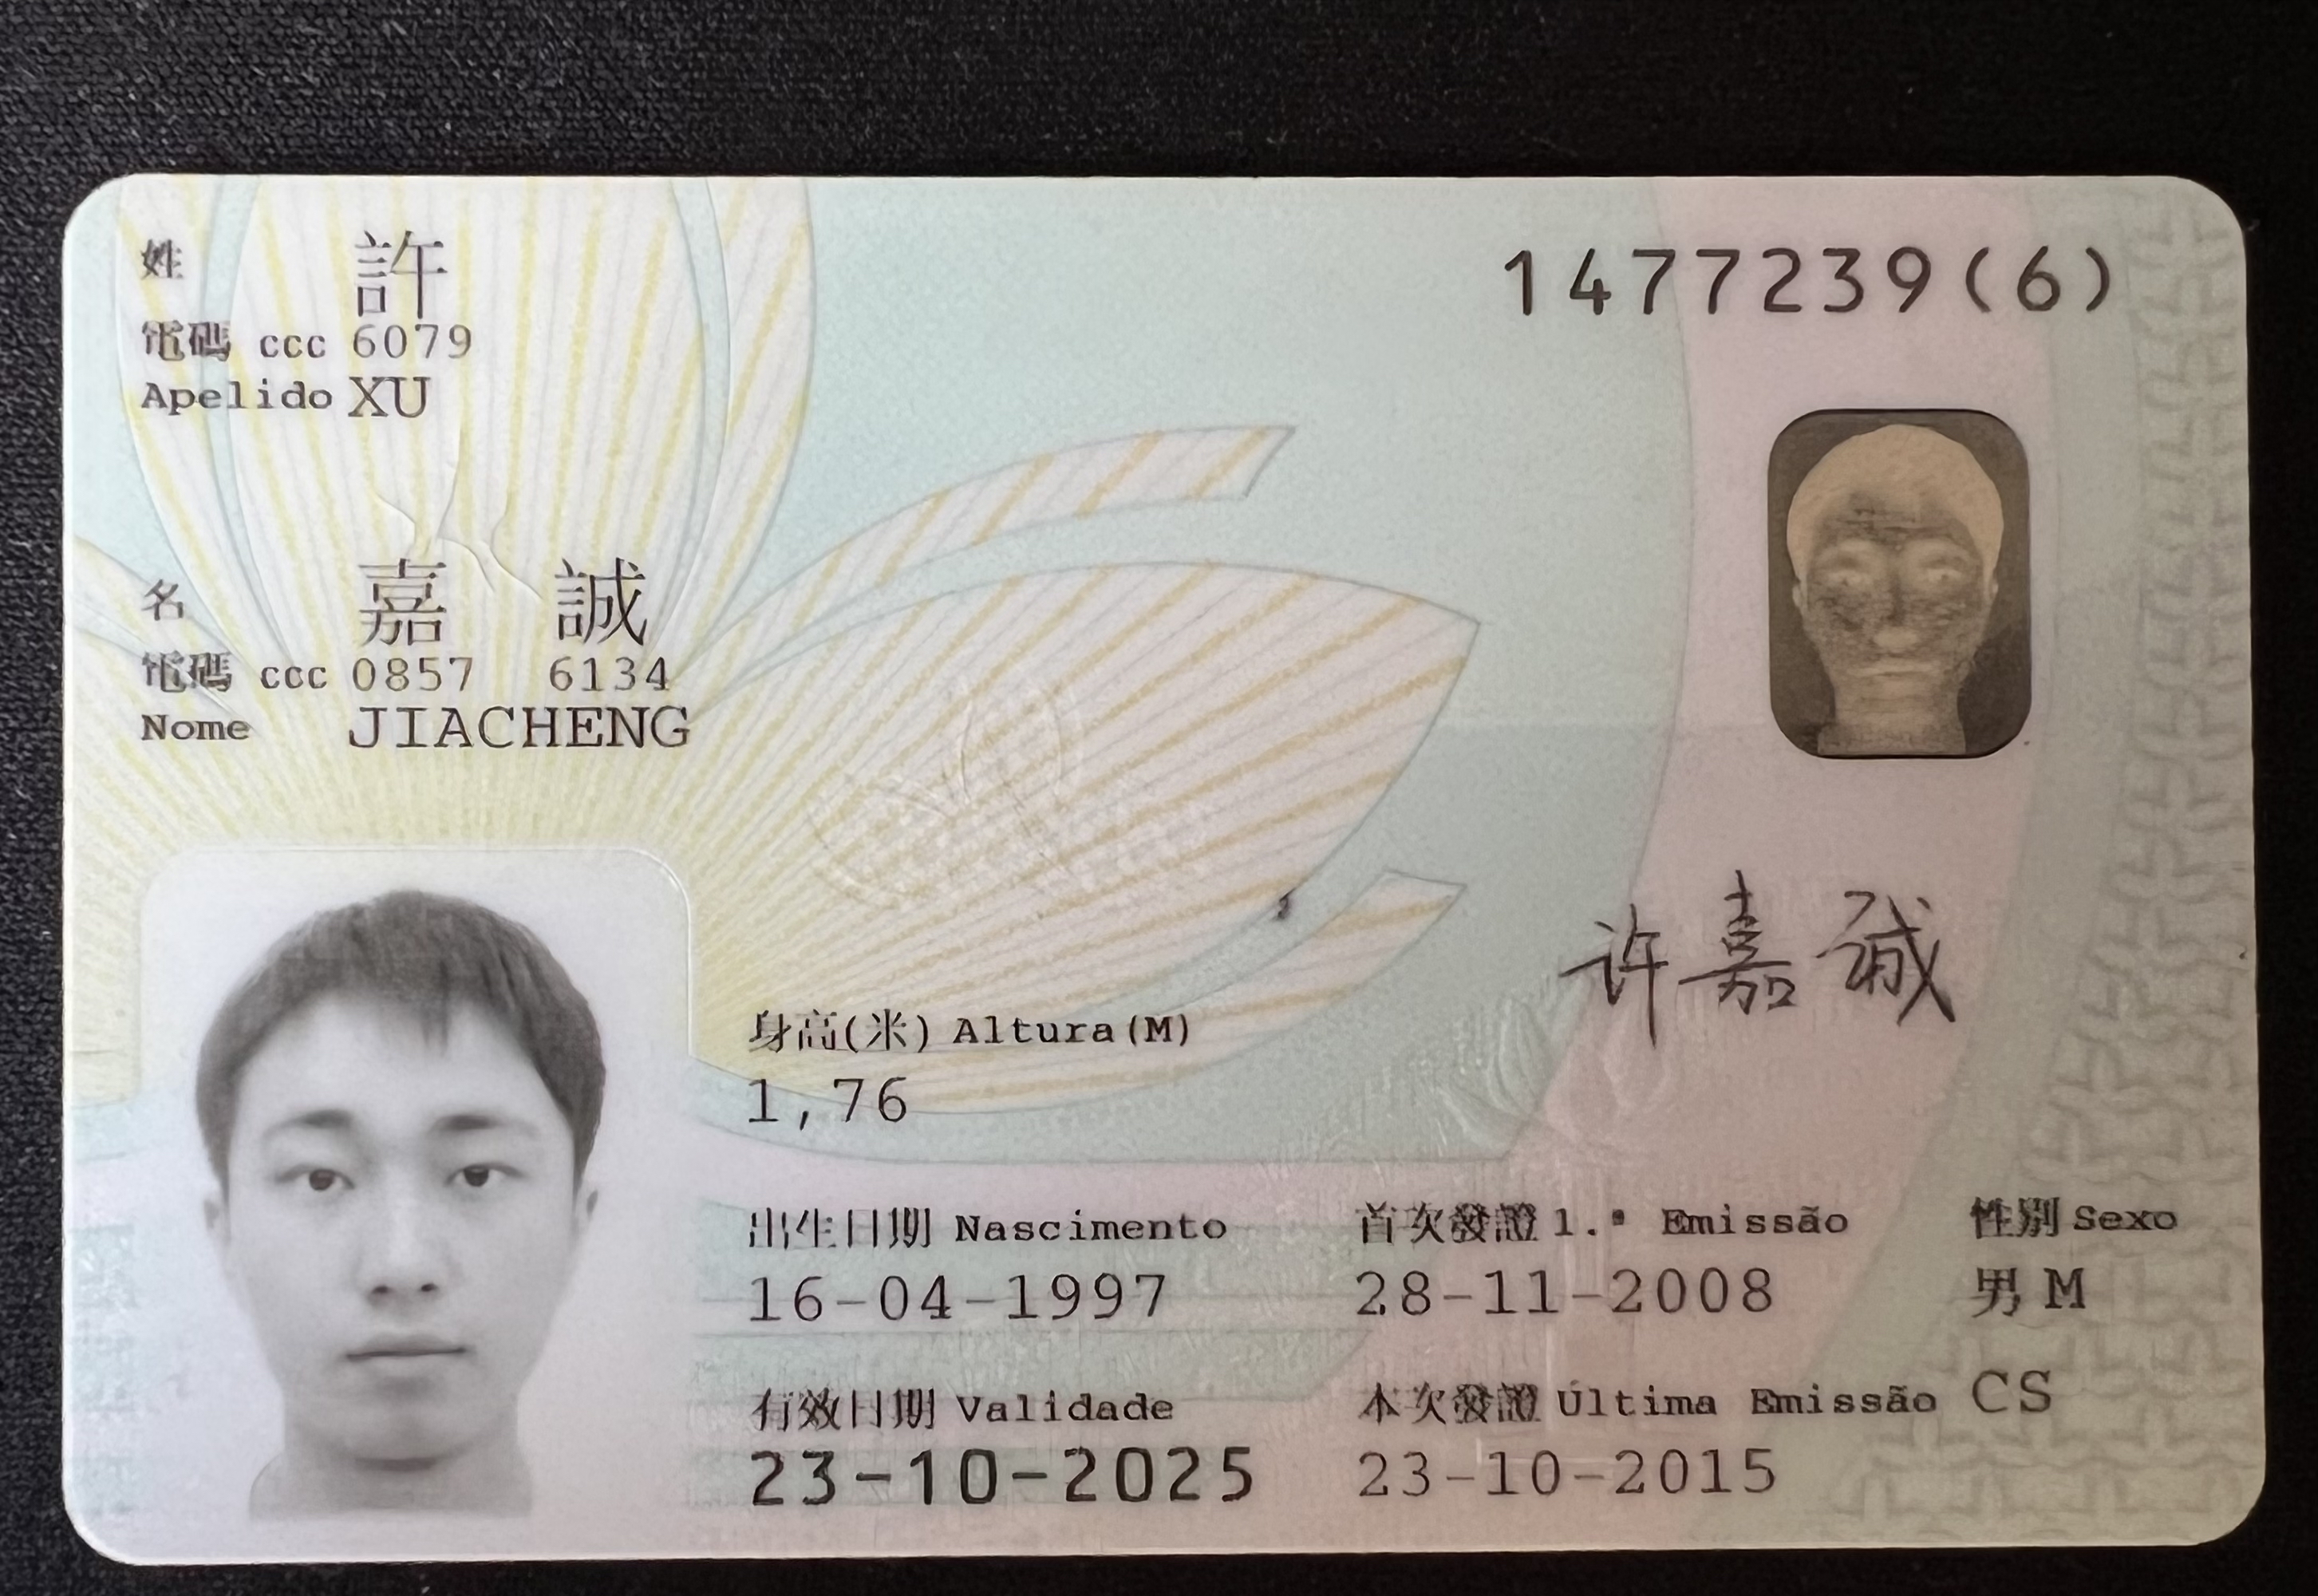 姓 許
電碼 ccc 6079
Apelido XU
1477239(6)
名 嘉 誠
電碼 ccc 0857 6134
Nome JIACHENG
许嘉诚
身高(米) Altura(M)
1,76
出生日期 Nascimento 首次發證 1.ª Emissão 性別 Sexo
16-04-1997 28-11-2008 男 M
有效日期 Validade 本次發證 Última Emissão CS
23-10-2025 23-10-2015